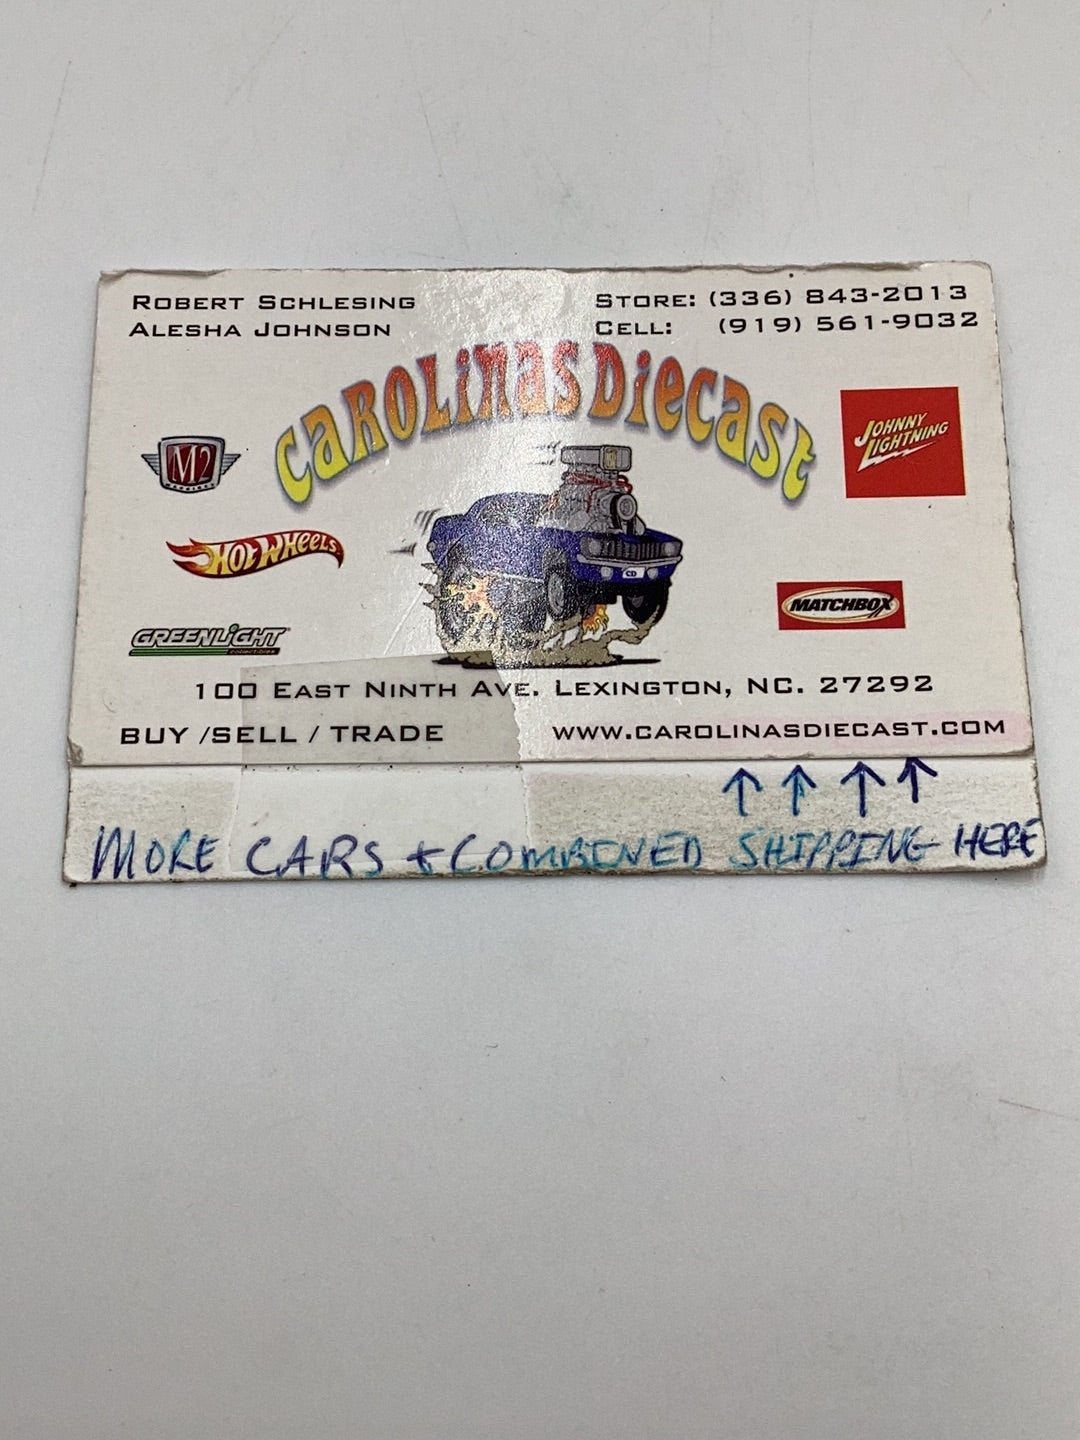 ROBERT SCHLESING
ALESHA JOHNSON
STORE: (336) 843-2013
CELL: (919) 561-9032
CAROLiNAS DiECAST
M2
JOHNNY
LIGHTNING
HOT WHEELS
CD
MATCHBOX
GREENLiGHT
collectibles
100 EAST NINTH AVE. LEXINGTON, NC. 27292
BUY /SELL / TRADE
WWW.CAROLINASDIECAST.COM
MORE CARS + COMBINED SHIPPING HERE